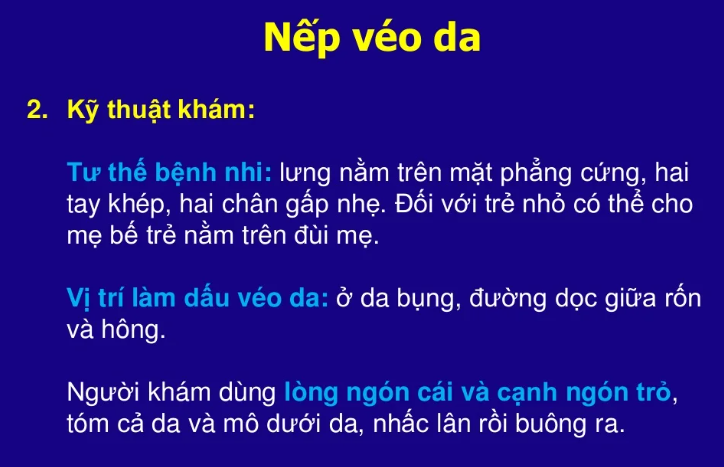 Nếp véo da
2. Kỹ thuật khám:
Tư thế bệnh nhi: lưng nằm trên mặt phẳng cứng, hai
tay khép, hai chân gấp nhẹ. Đối với trẻ nhỏ có thể cho
mẹ bế trẻ nằm trên đùi mẹ.
Vị trí làm dấu véo da: ở da bụng, đường dọc giữa rốn
và hông.
Người khám dùng lòng ngón cái và cạnh ngón trỏ,
tóm cả da và mô dưới da, nhấc lân rồi buông ra.